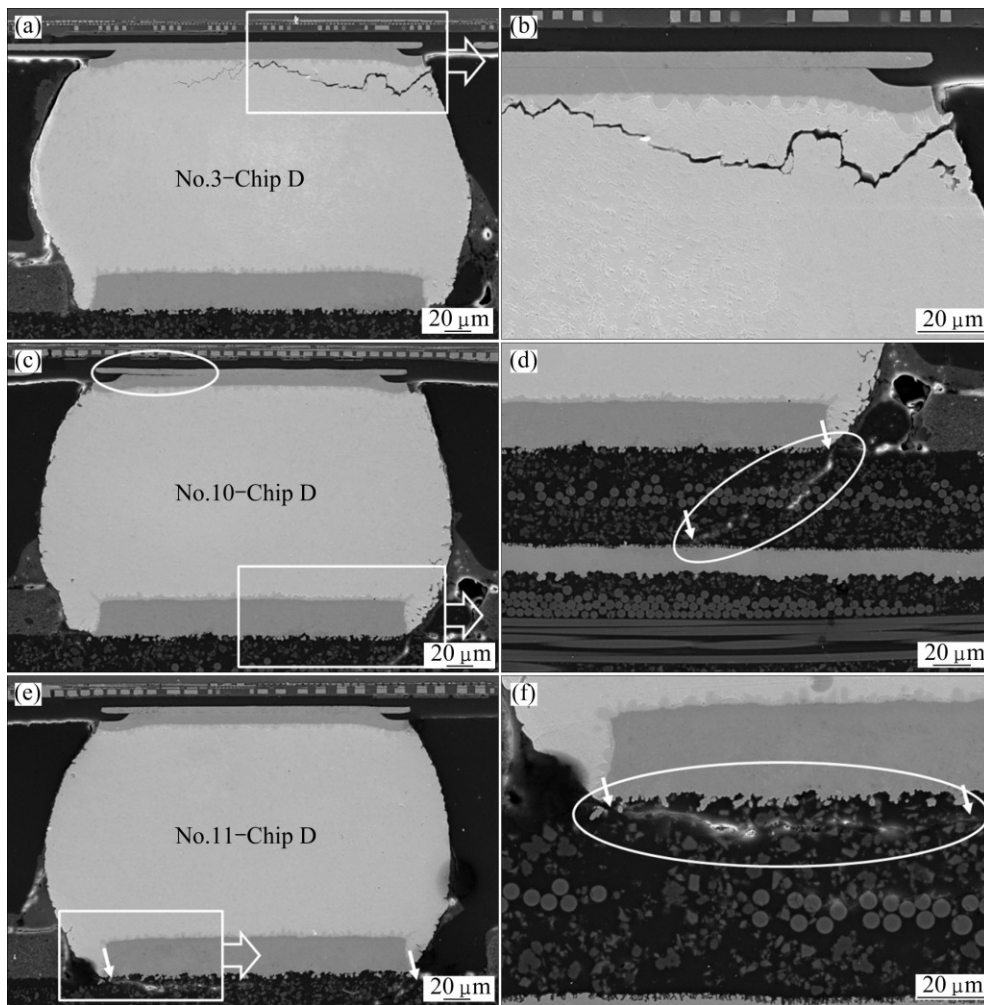 (a)
No.3-Chip D
20 μm
(b)
20 μm
(c)
No.10-Chip D
20 μm
(d)
20 μm
(e)
No.11-Chip D
20 μm
(f)
20 μm